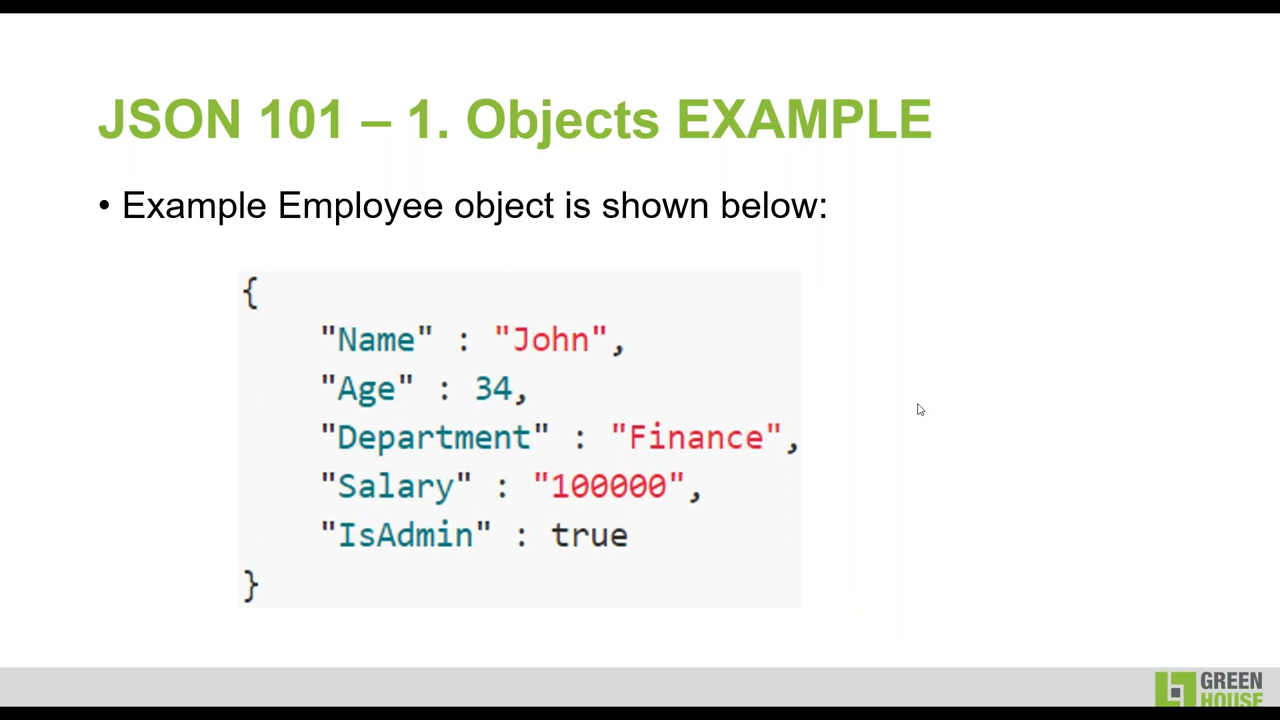 JSON 101 – 1. Objects EXAMPLE
• Example Employee object is shown below:
{
"Name" : "John",
"Age" : 34,
"Department" : "Finance",
"Salary" : "100000",
"IsAdmin" : true
}
GREEN
HOUSE